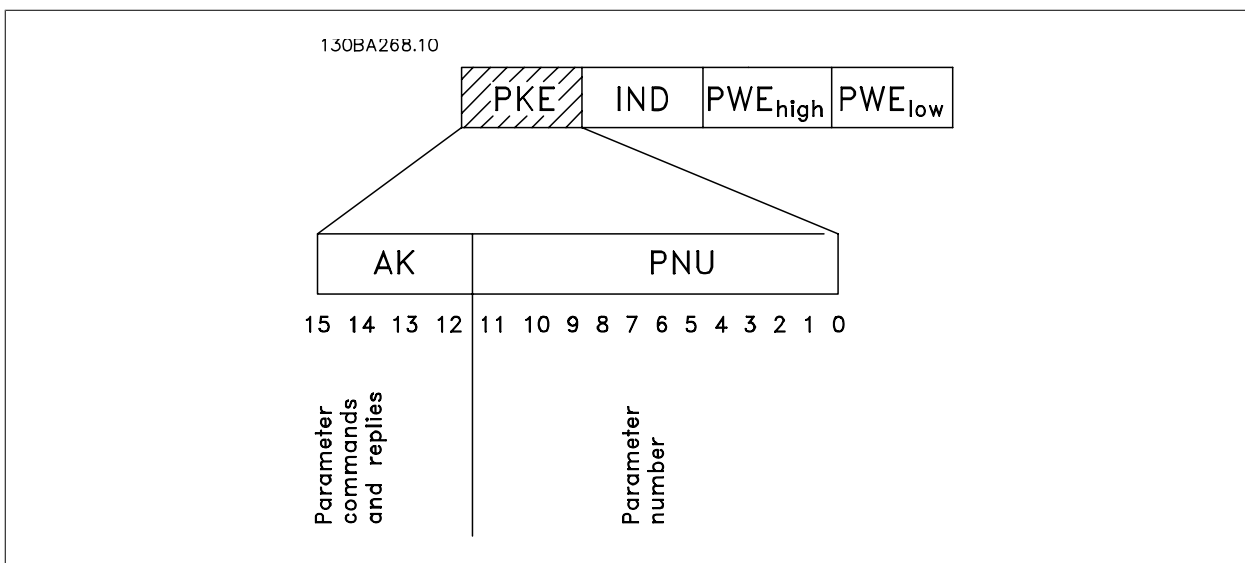 130BA268.10
PKE IND PWEhigh PWElow
AK PNU
15 14 13 12 11 10 9 8 7 6 5 4 3 2 1 0
Parameter
commands
and replies
Parameter
number